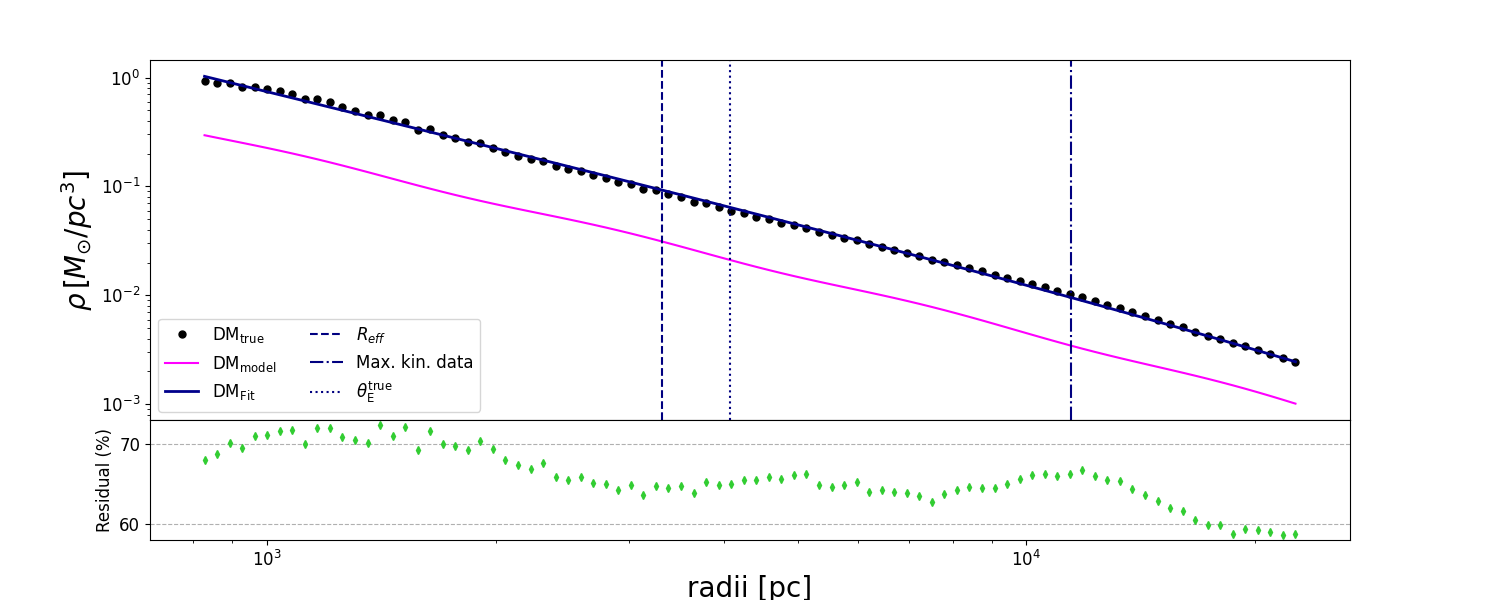 10⁰
10⁻¹
10⁻²
10⁻³
ρ [M⊙/pc³]
DM_true
DM_model
DM_Fit
R_eff
Max. kin. data
θ_E^true
70
60
Residual (%)
10³
10⁴
radii [pc]